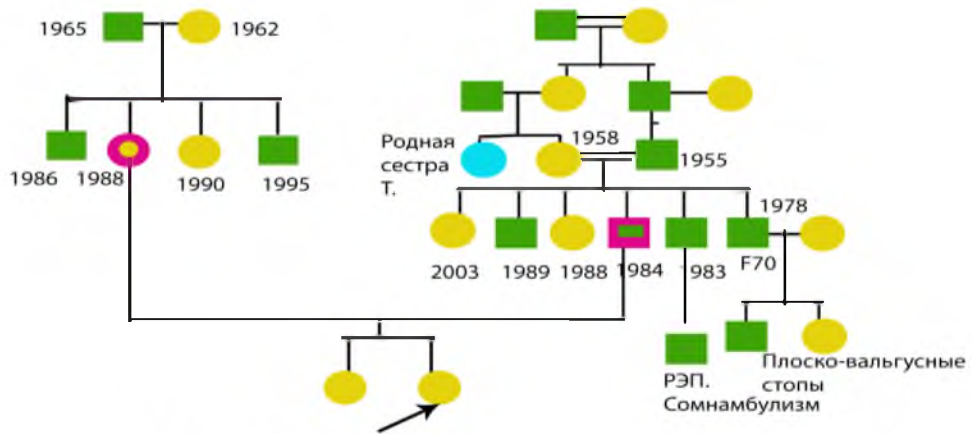 1965
1962
Родная
сестра
Т.
1958
1955
1986
1988
1990
1995
1978
2003
1989
1988
1984
1983
F70
РЭП.
Сомнамбулизм
Плоско-вальгусные
стопы